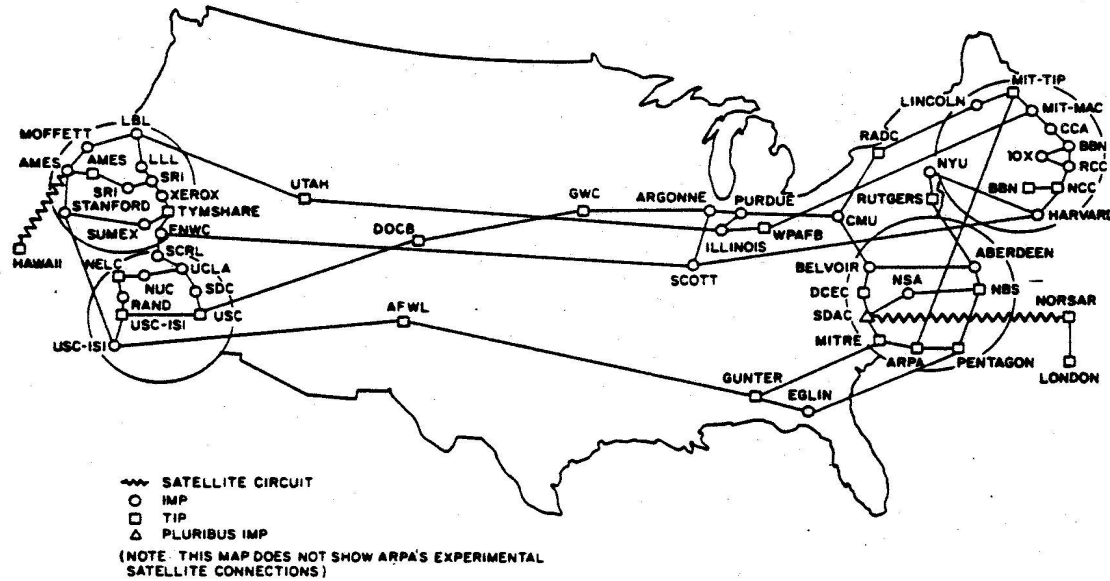 MIT-TIP
LINCOLN
MIT-MAC
LBL
MOFFETT
CCA
RADC
AMES
AMES
LLL
NYU
BBN
10X
SRI
RCC
SRI
XEROX
UTAH
BBN
NCC
STANFORD
GWC
ARGONNE
PURDUE
RUTGERS
TYMSHARE
HARVARD
SUMEX
FNWC
DOCB
CMU
ILLINOIS
WPAFB
HAWAII
SCRL
SCOTT
ABERDEEN
NELC
UCLA
BELVOIR
NUC
SDC
NSA
DCEC
NBS
NORSAR
RAND
AFWL
SDAC
USC-ISI
USC
MITRE
USC-ISI
ARPA
PENTAGON
LONDON
GUNTER
EGLIN
SATELLITE CIRCUIT
IMP
TIP
PLURIBUS IMP
(NOTE: THIS MAP DOES NOT SHOW ARPA'S EXPERIMENTAL
SATELLITE CONNECTIONS)